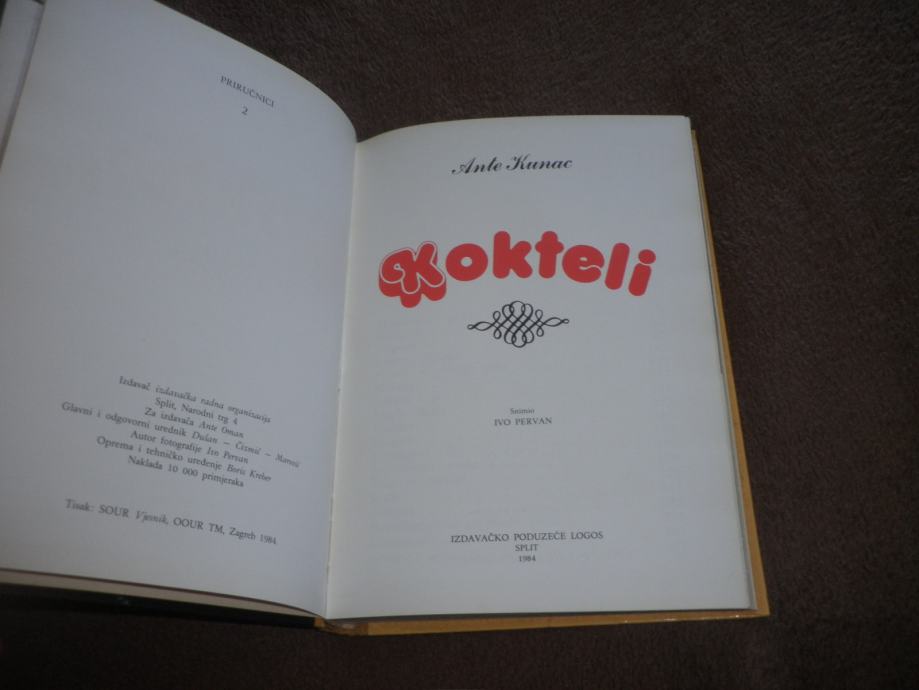 PRIRUČNICI
2
Izdavač izdavačka radna organizacija
Split, Narodni trg 4
Za izdavača Ante Oman
Glavni i odgovorni urednik Dušan — Čizmić — Marović
Autor fotografije Ivo Pervan
Oprema i tehničko uređenje Boris Kreber
Naklada 10 000 primjeraka
Tisak: SOUR Vjesnik, OOUR TM, Zagreb 1984.
Ante Kunac
Kokteli
Snimio
IVO PERVAN
IZDAVAČKO PODUZEĆE LOGOS
SPLIT
1984